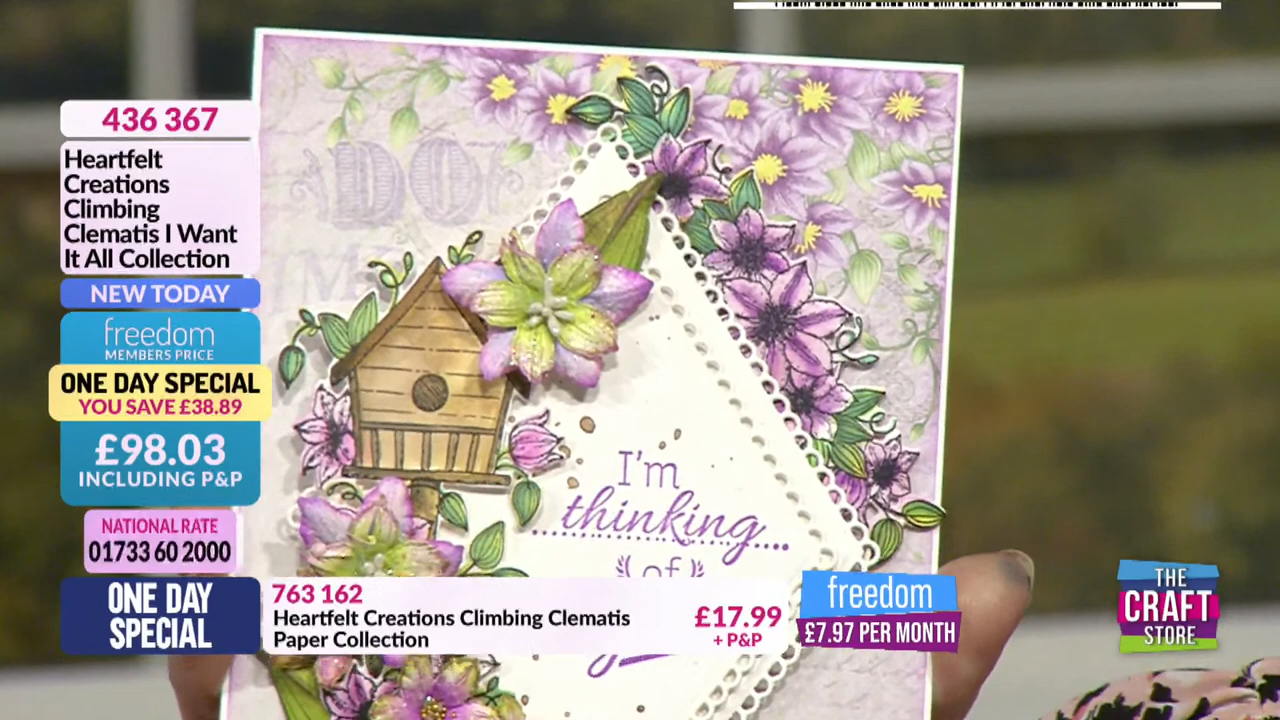 436 367
Heartfelt
Creations
Climbing
Clematis I Want
It All Collection
NEW TODAY
freedom
MEMBERS PRICE
ONE DAY SPECIAL
YOU SAVE £38.89
£98.03
INCLUDING P&P
NATIONAL RATE
01733 60 2000
ONE DAY
SPECIAL
763 162
Heartfelt Creations Climbing Clematis
Paper Collection
£17.99
+ P&P
freedom
£7.97 PER MONTH
THE
CRAFT
STORE
I'm
thinking....
of